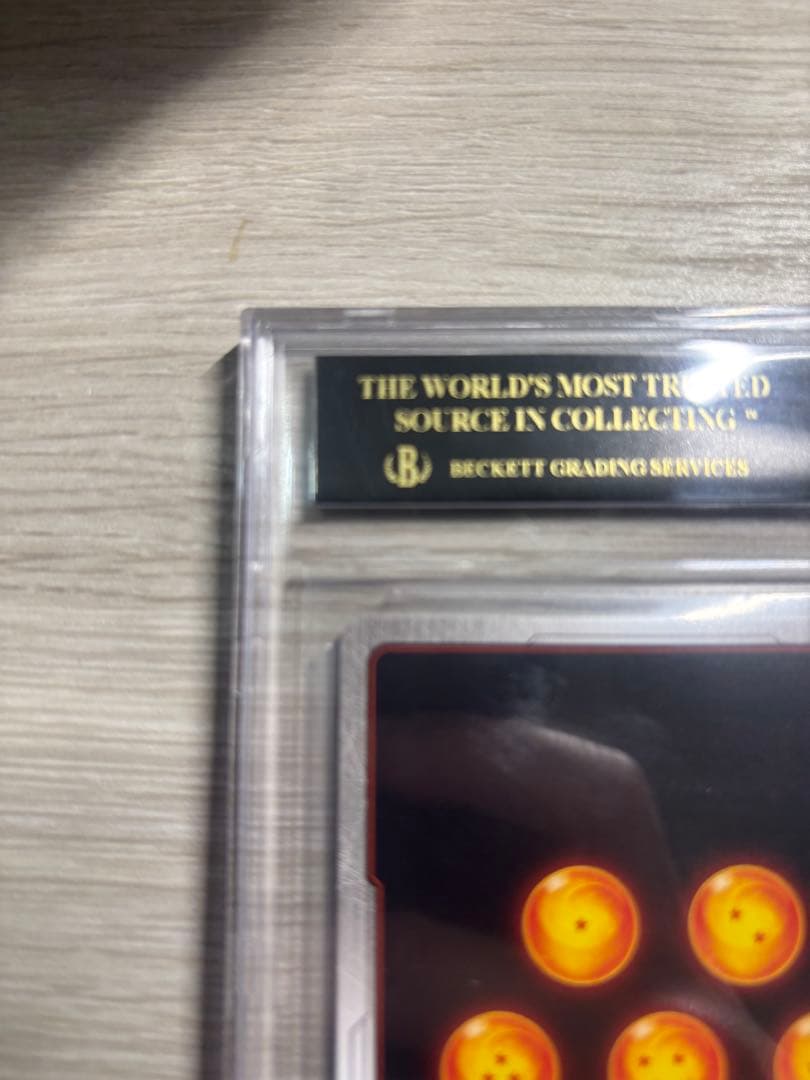 THE WORLD'S MOST TRUSTED
SOURCE IN COLLECTING ™
B BECKETT GRADING SERVICES